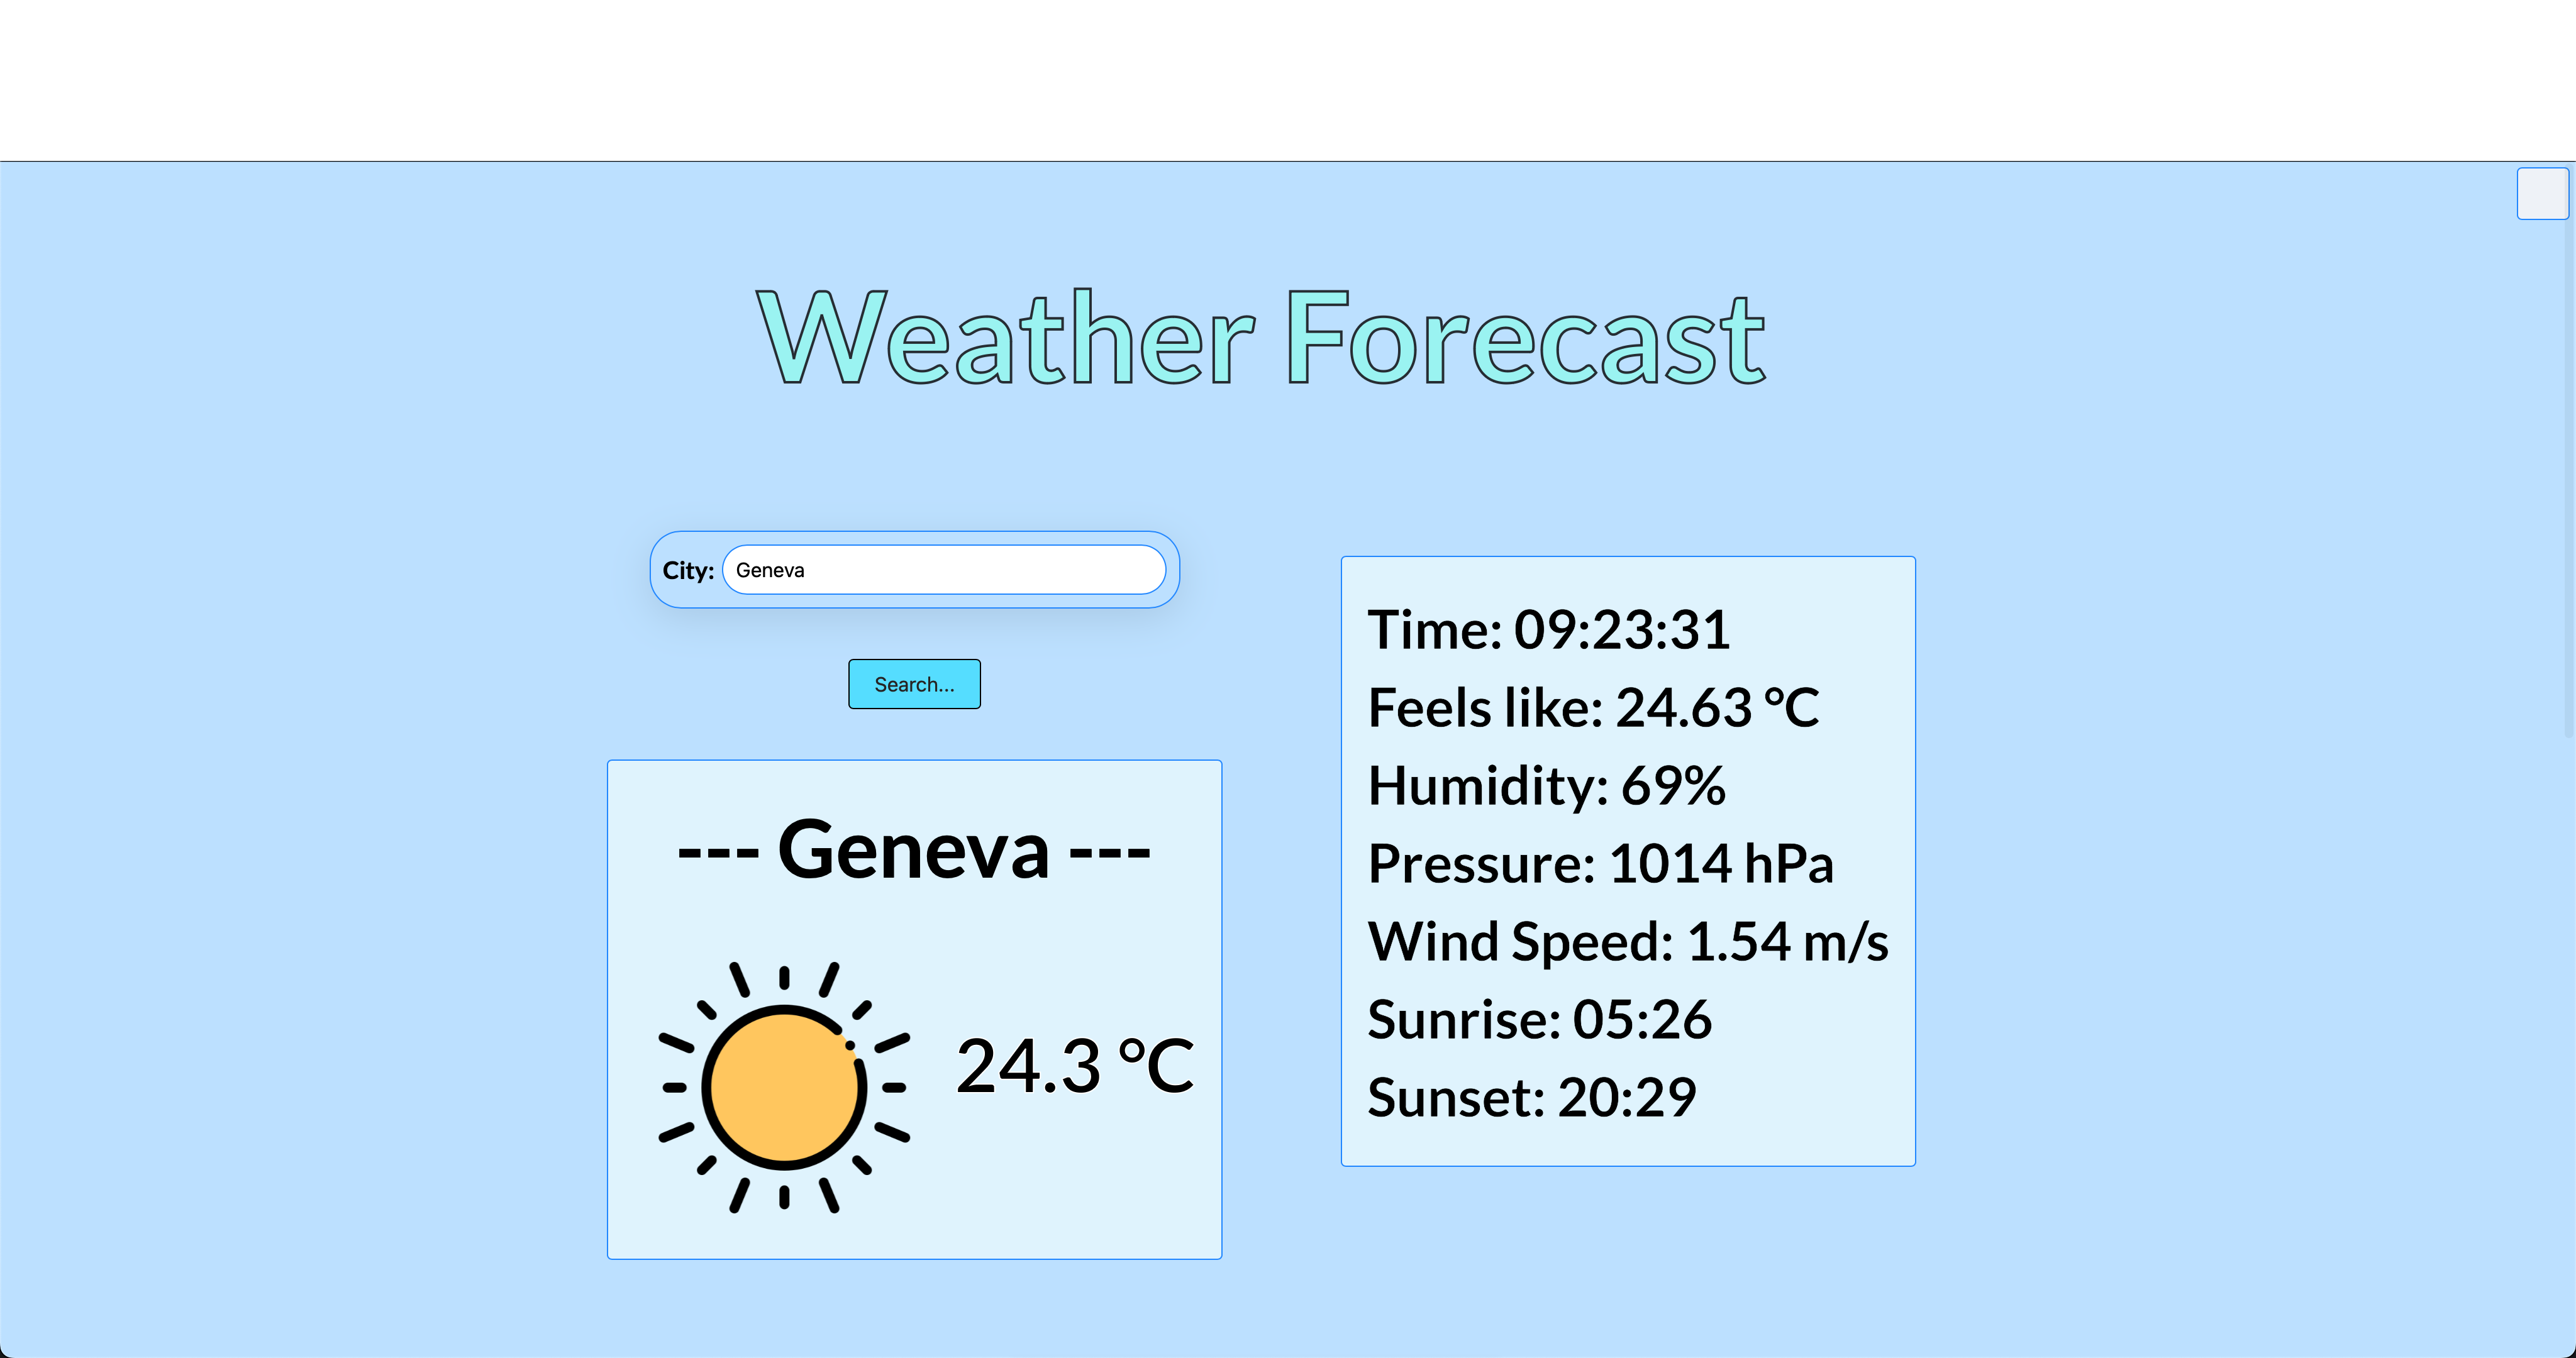 Weather Forecast
City: Geneva
Search...
--- Geneva ---
24.3 °C
Time: 09:23:31
Feels like: 24.63 °C
Humidity: 69%
Pressure: 1014 hPa
Wind Speed: 1.54 m/s
Sunrise: 05:26
Sunset: 20:29